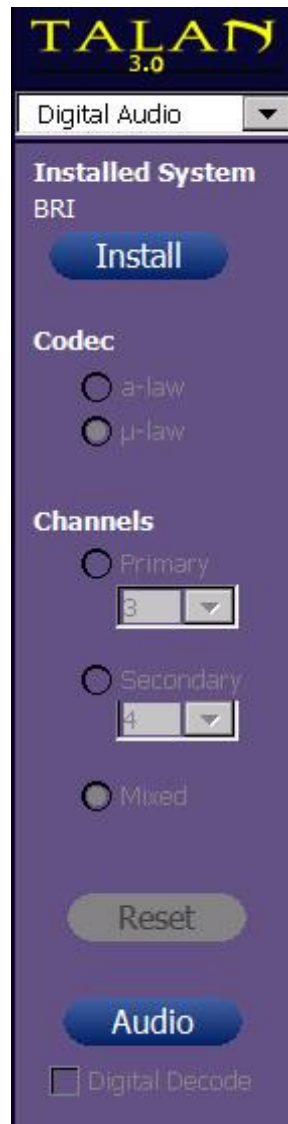 TALAN
3.0
Digital Audio
Installed System
BRI
Install
Codec
a-law
µ-law
Channels
Primary
3
Secondary
4
Mixed
Reset
Audio
Digital Decode